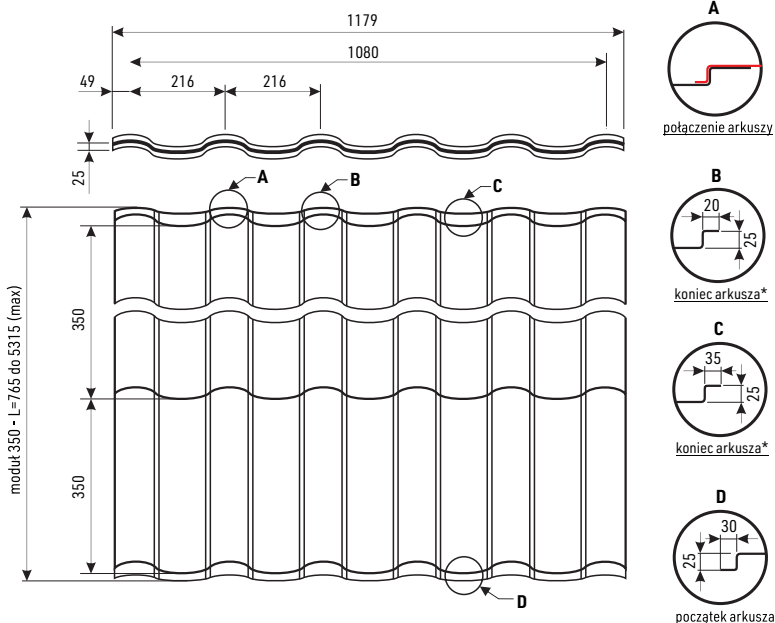 1179
1080
49
216
216
25
A
B
C
moduł 350 - L=765 do 5315 (max)
350
350
D
A
połączenie arkuszy
B
20
25
koniec arkusza*
C
35
25
koniec arkusza*
D
30
25
początek arkusza